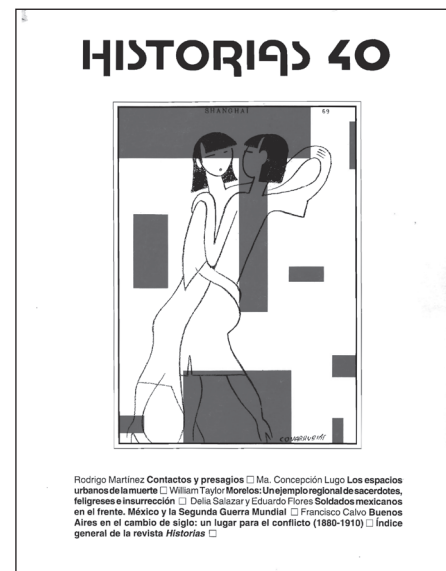 HISTORIAS 40
SHANGHAI 69
COVARRUBIAS
Rodrigo Martínez Contactos y presagios □ Ma. Concepción Lugo Los espacios
urbanos de la muerte □ William Taylor Morelos: Un ejemplo regional de sacerdotes,
feligreses e insurrección □ Delia Salazar y Eduardo Flores Soldados mexicanos
en el frente. México y la Segunda Guerra Mundial □ Francisco Calvo Buenos
Aires en el cambio de siglo: un lugar para el conflicto (1880-1910) □ Índice
general de la revista Historias □